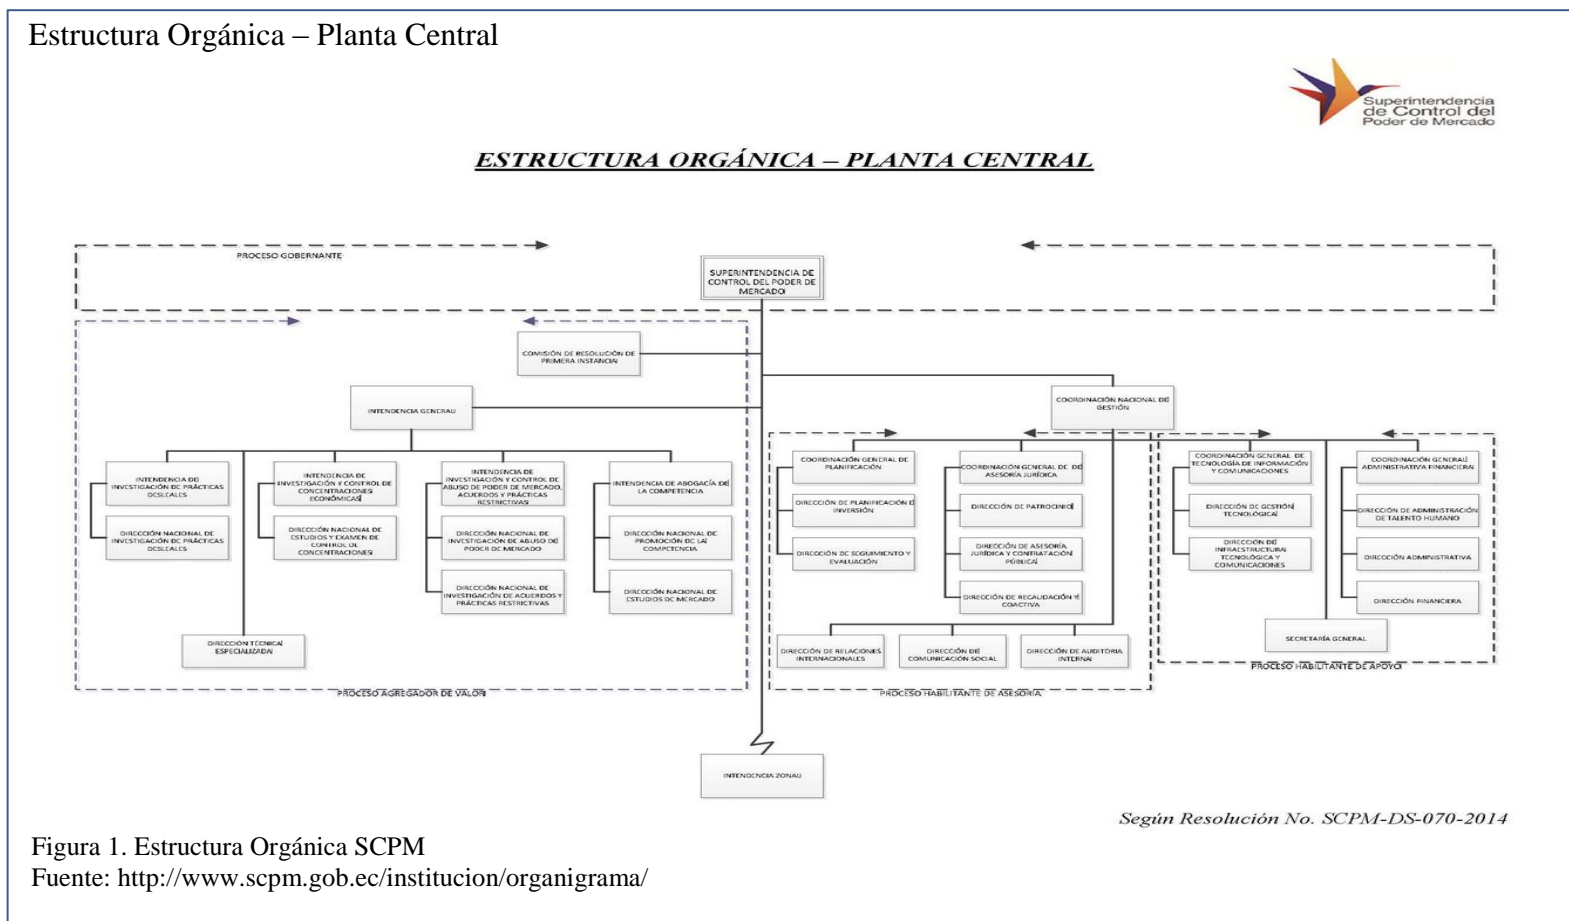 Estructura Orgánica – Planta Central
Superintendencia
de Control del
Poder de Mercado
ESTRUCTURA ORGÁNICA – PLANTA CENTRAL
PROCESO GOBERNANTE
SUPERINTENDENCIA DE
CONTROL DEL PODER DE
MERCADO
COMISIÓN DE RESOLUCIÓN DE
PRIMERA INSTANCIA
INTENDENCIA GENERAL
COORDINACIÓN NACIONAL DE
GESTIÓN
INTENDENCIA DE
INVESTIGACIÓN DE PRÁCTICAS
DESLEALES
DIRECCIÓN NACIONAL DE
INVESTIGACIÓN DE PRÁCTICAS
DESLEALES
INTENDENCIA DE
INVESTIGACIÓN Y CONTROL DE
CONCENTRACIONES
ECONÓMICAS
DIRECCIÓN NACIONAL DE
ESTUDIOS Y EXAMEN DE
CONTROL DE
CONCENTRACIONES
INTENDENCIA DE
INVESTIGACIÓN Y CONTROL DE
ABUSO DE PODER DE MERCADO,
ACUERDOS Y PRÁCTICAS
RESTRICTIVAS
DIRECCIÓN NACIONAL DE
INVESTIGACIÓN DE ABUSO DE
PODER DE MERCADO
DIRECCIÓN NACIONAL DE
INVESTIGACIÓN DE ACUERDOS Y
PRÁCTICAS RESTRICTIVAS
INTENDENCIA DE ABOGACÍA DE
LA COMPETENCIA
DIRECCIÓN NACIONAL DE
PROMOCIÓN DE LA
COMPETENCIA
DIRECCIÓN NACIONAL DE
ESTUDIOS DE MERCADO
DIRECCIÓN TÉCNICA
ESPECIALIZADA
PROCESO AGREGADOR DE VALOR
COORDINACIÓN GENERAL DE
PLANIFICACIÓN
DIRECCIÓN DE PLANIFICACIÓN E
INVERSIÓN
DIRECCIÓN DE SEGUIMIENTO Y
EVALUACIÓN
COORDINACIÓN GENERAL DE DE
ASESORÍA JURÍDICA
DIRECCIÓN DE PATROCINIO
DIRECCIÓN DE ASESORÍA
JURÍDICA Y CONTRATACIÓN
PÚBLICA
DIRECCIÓN DE RECAUDACIÓN Y
COACTIVA
DIRECCIÓN DE RELACIONES
INTERNACIONALES
DIRECCIÓN DE
COMUNICACIÓN SOCIAL
DIRECCIÓN DE AUDITORIA
INTERNA
PROCESO HABILITANTE DE ASESORÍA
COORDINACIÓN GENERAL DE
TECNOLOGÍA DE INFORMACIÓN
Y COMUNICACIONES
DIRECCIÓN DE GESTIÓN
TECNOLÓGICA
DIRECCIÓN DE
INFRAESTRUCTURA
TECNOLÓGICA Y
COMUNICACIONES
COORDINACIÓN GENERAL
ADMINISTRATIVA FINANCIERA
DIRECCIÓN DE ADMINISTRACIÓN
DE TALENTO HUMANO
DIRECCIÓN ADMINISTRATIVA
DIRECCIÓN FINANCIERA
SECRETARÍA GENERAL
PROCESO HABILITANTE DE APOYO
INTENDENCIA ZONAL
Según Resolución No. SCPM-DS-070-2014
Figura 1. Estructura Orgánica SCPM
Fuente: http://www.scpm.gob.ec/institucion/organigrama/